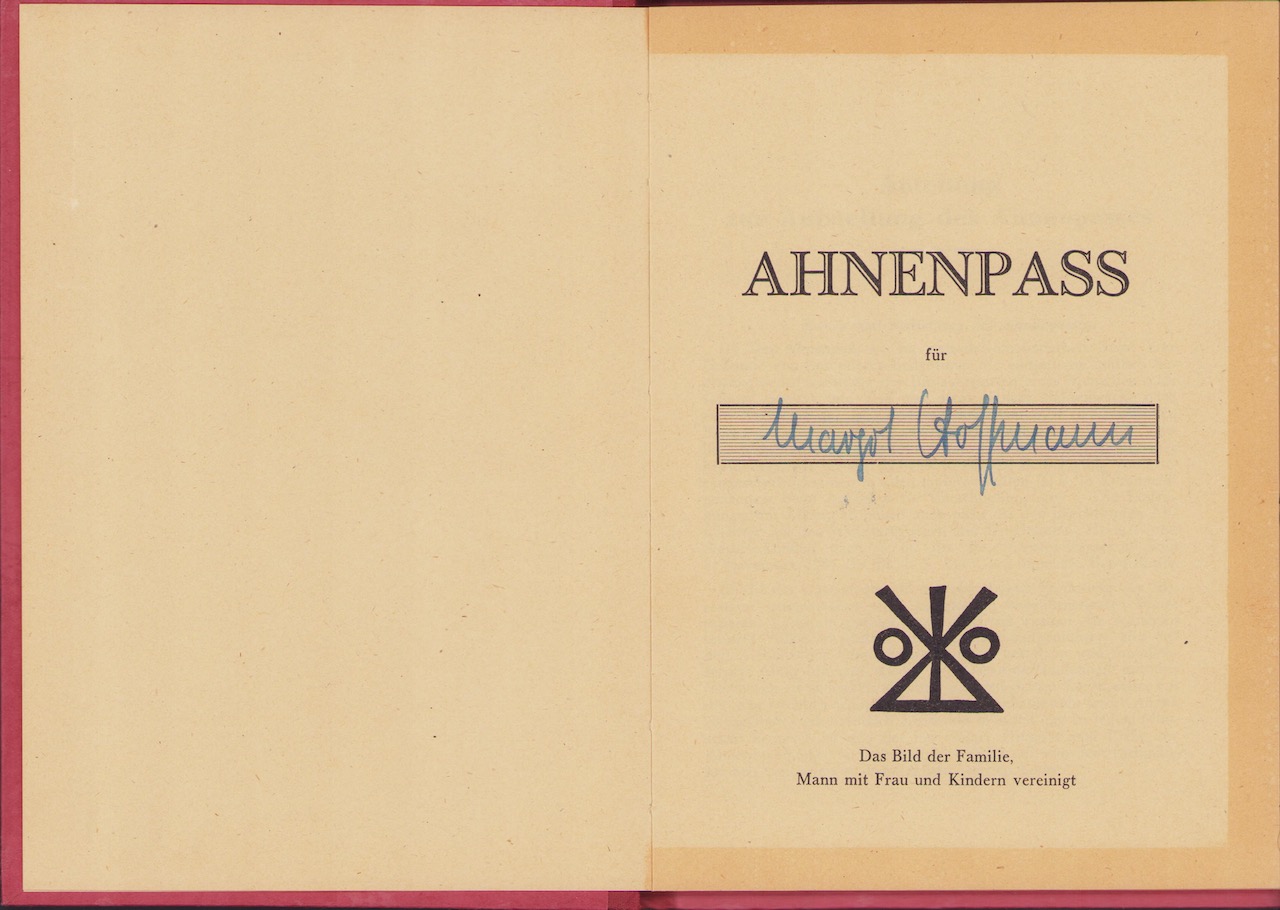 AHNENPASS
für
Margot Hoffmann
Das Bild der Familie,
Mann mit Frau und Kindern vereinigt